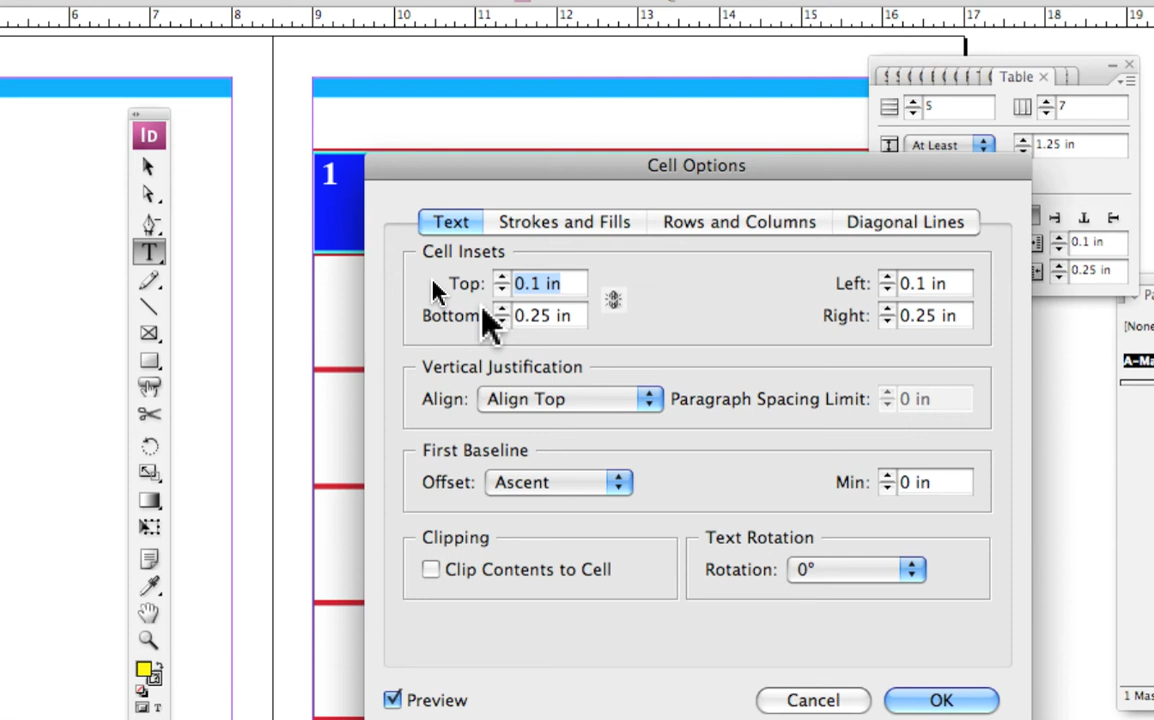 6 7 8 9 10 11 12 13 14 15 16 17 18 19
Table
5 7
At Least 1.25 in
0.1 in
0.25 in
Id
T
1
Cell Options
Text Strokes and Fills Rows and Columns Diagonal Lines
Cell Insets
Top: 0.1 in Left: 0.1 in
Bottom 0.25 in Right: 0.25 in
Vertical Justification
Align: Align Top Paragraph Spacing Limit: 0 in
First Baseline
Offset: Ascent Min: 0 in
Clipping Text Rotation
Clip Contents to Cell Rotation: 0°
Preview Cancel OK
[None
A-Ma
1 Mas
T